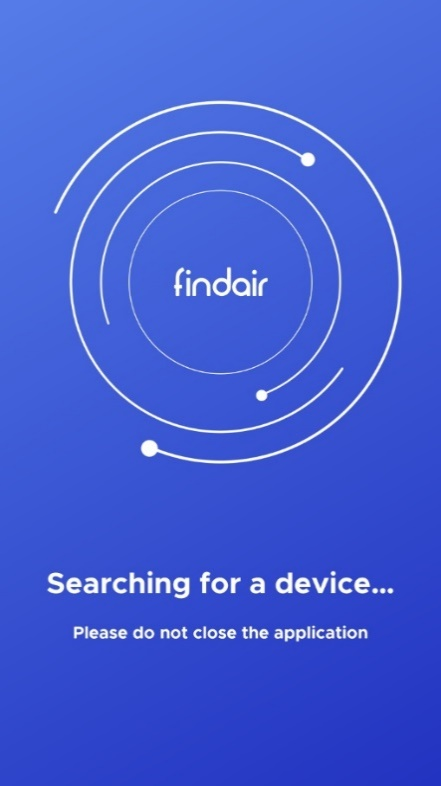 findair
Searching for a device...
Please do not close the application